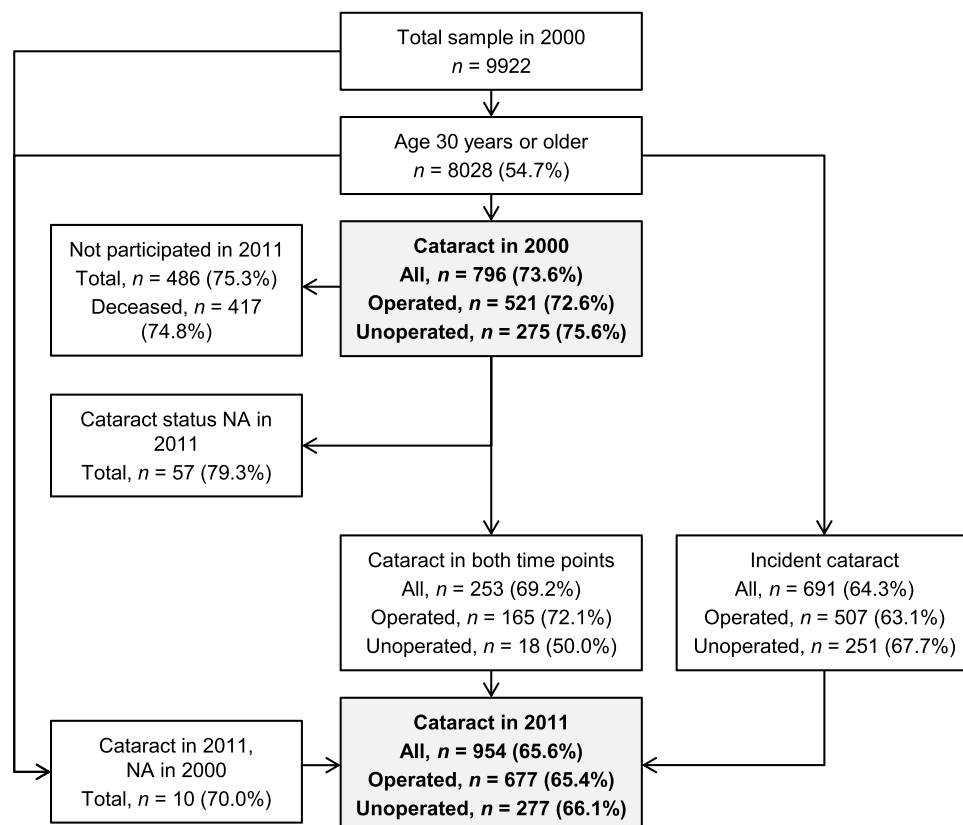 Total sample in 2000
n = 9922
Age 30 years or older
n = 8028 (54.7%)
Cataract in 2000
All, n = 796 (73.6%)
Operated, n = 521 (72.6%)
Unoperated, n = 275 (75.6%)
Not participated in 2011
Total, n = 486 (75.3%)
Deceased, n = 417
(74.8%)
Cataract status NA in
2011
Total, n = 57 (79.3%)
Cataract in both time points
All, n = 253 (69.2%)
Operated, n = 165 (72.1%)
Unoperated, n = 18 (50.0%)
Incident cataract
All, n = 691 (64.3%)
Operated, n = 507 (63.1%)
Unoperated, n = 251 (67.7%)
Cataract in 2011,
NA in 2000
Total, n = 10 (70.0%)
Cataract in 2011
All, n = 954 (65.6%)
Operated, n = 677 (65.4%)
Unoperated, n = 277 (66.1%)